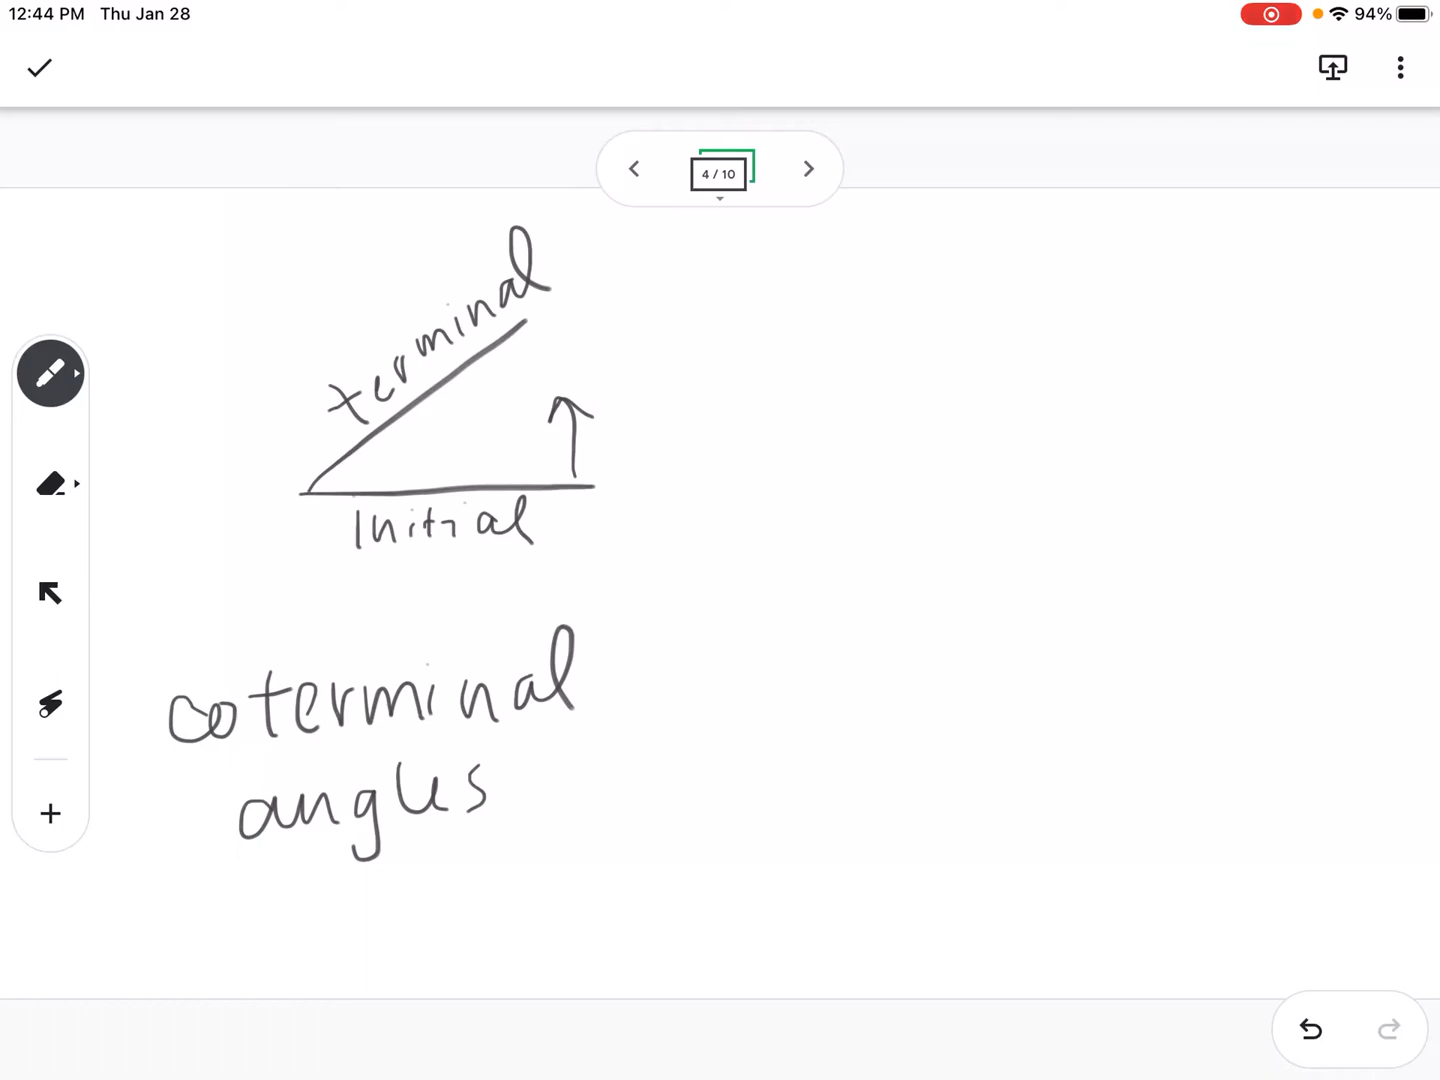 12:44 PM Thu Jan 28
94%
4 / 10
terminal
Initial
coterminal
angles